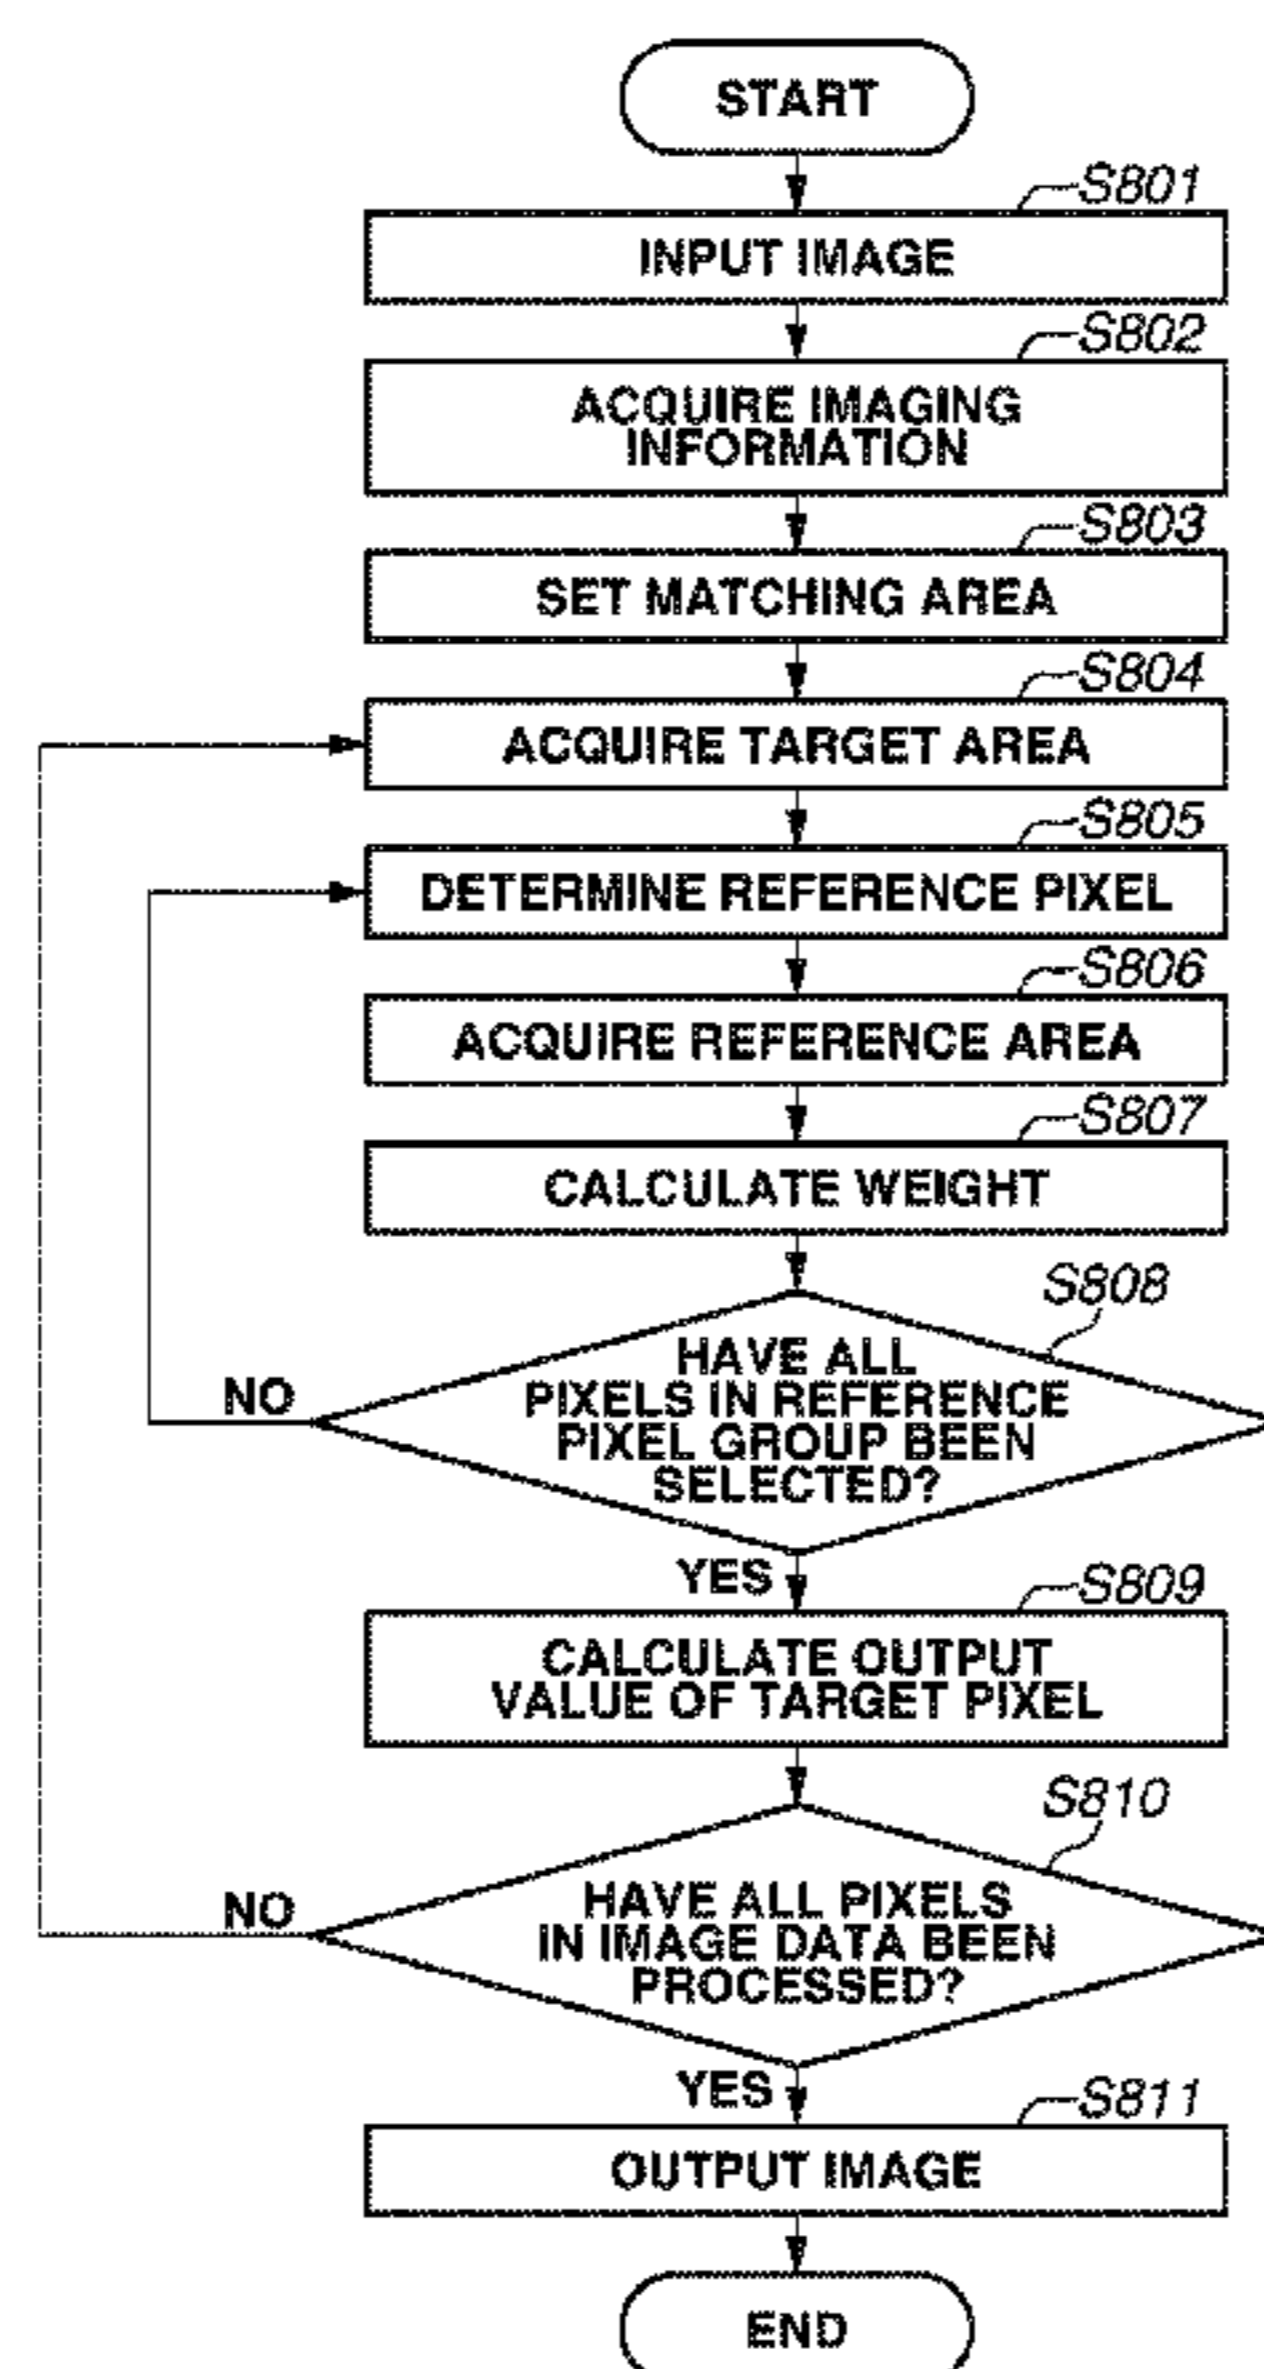 START
S801
INPUT IMAGE
S802
ACQUIRE IMAGING
INFORMATION
S803
SET MATCHING AREA
S804
ACQUIRE TARGET AREA
S805
DETERMINE REFERENCE PIXEL
S806
ACQUIRE REFERENCE AREA
S807
CALCULATE WEIGHT
S808
HAVE ALL
PIXELS IN REFERENCE
PIXEL GROUP BEEN
SELECTED?
NO
YES
S809
CALCULATE OUTPUT
VALUE OF TARGET PIXEL
S810
HAVE ALL PIXELS
IN IMAGE DATA BEEN
PROCESSED?
NO
YES
S811
OUTPUT IMAGE
END